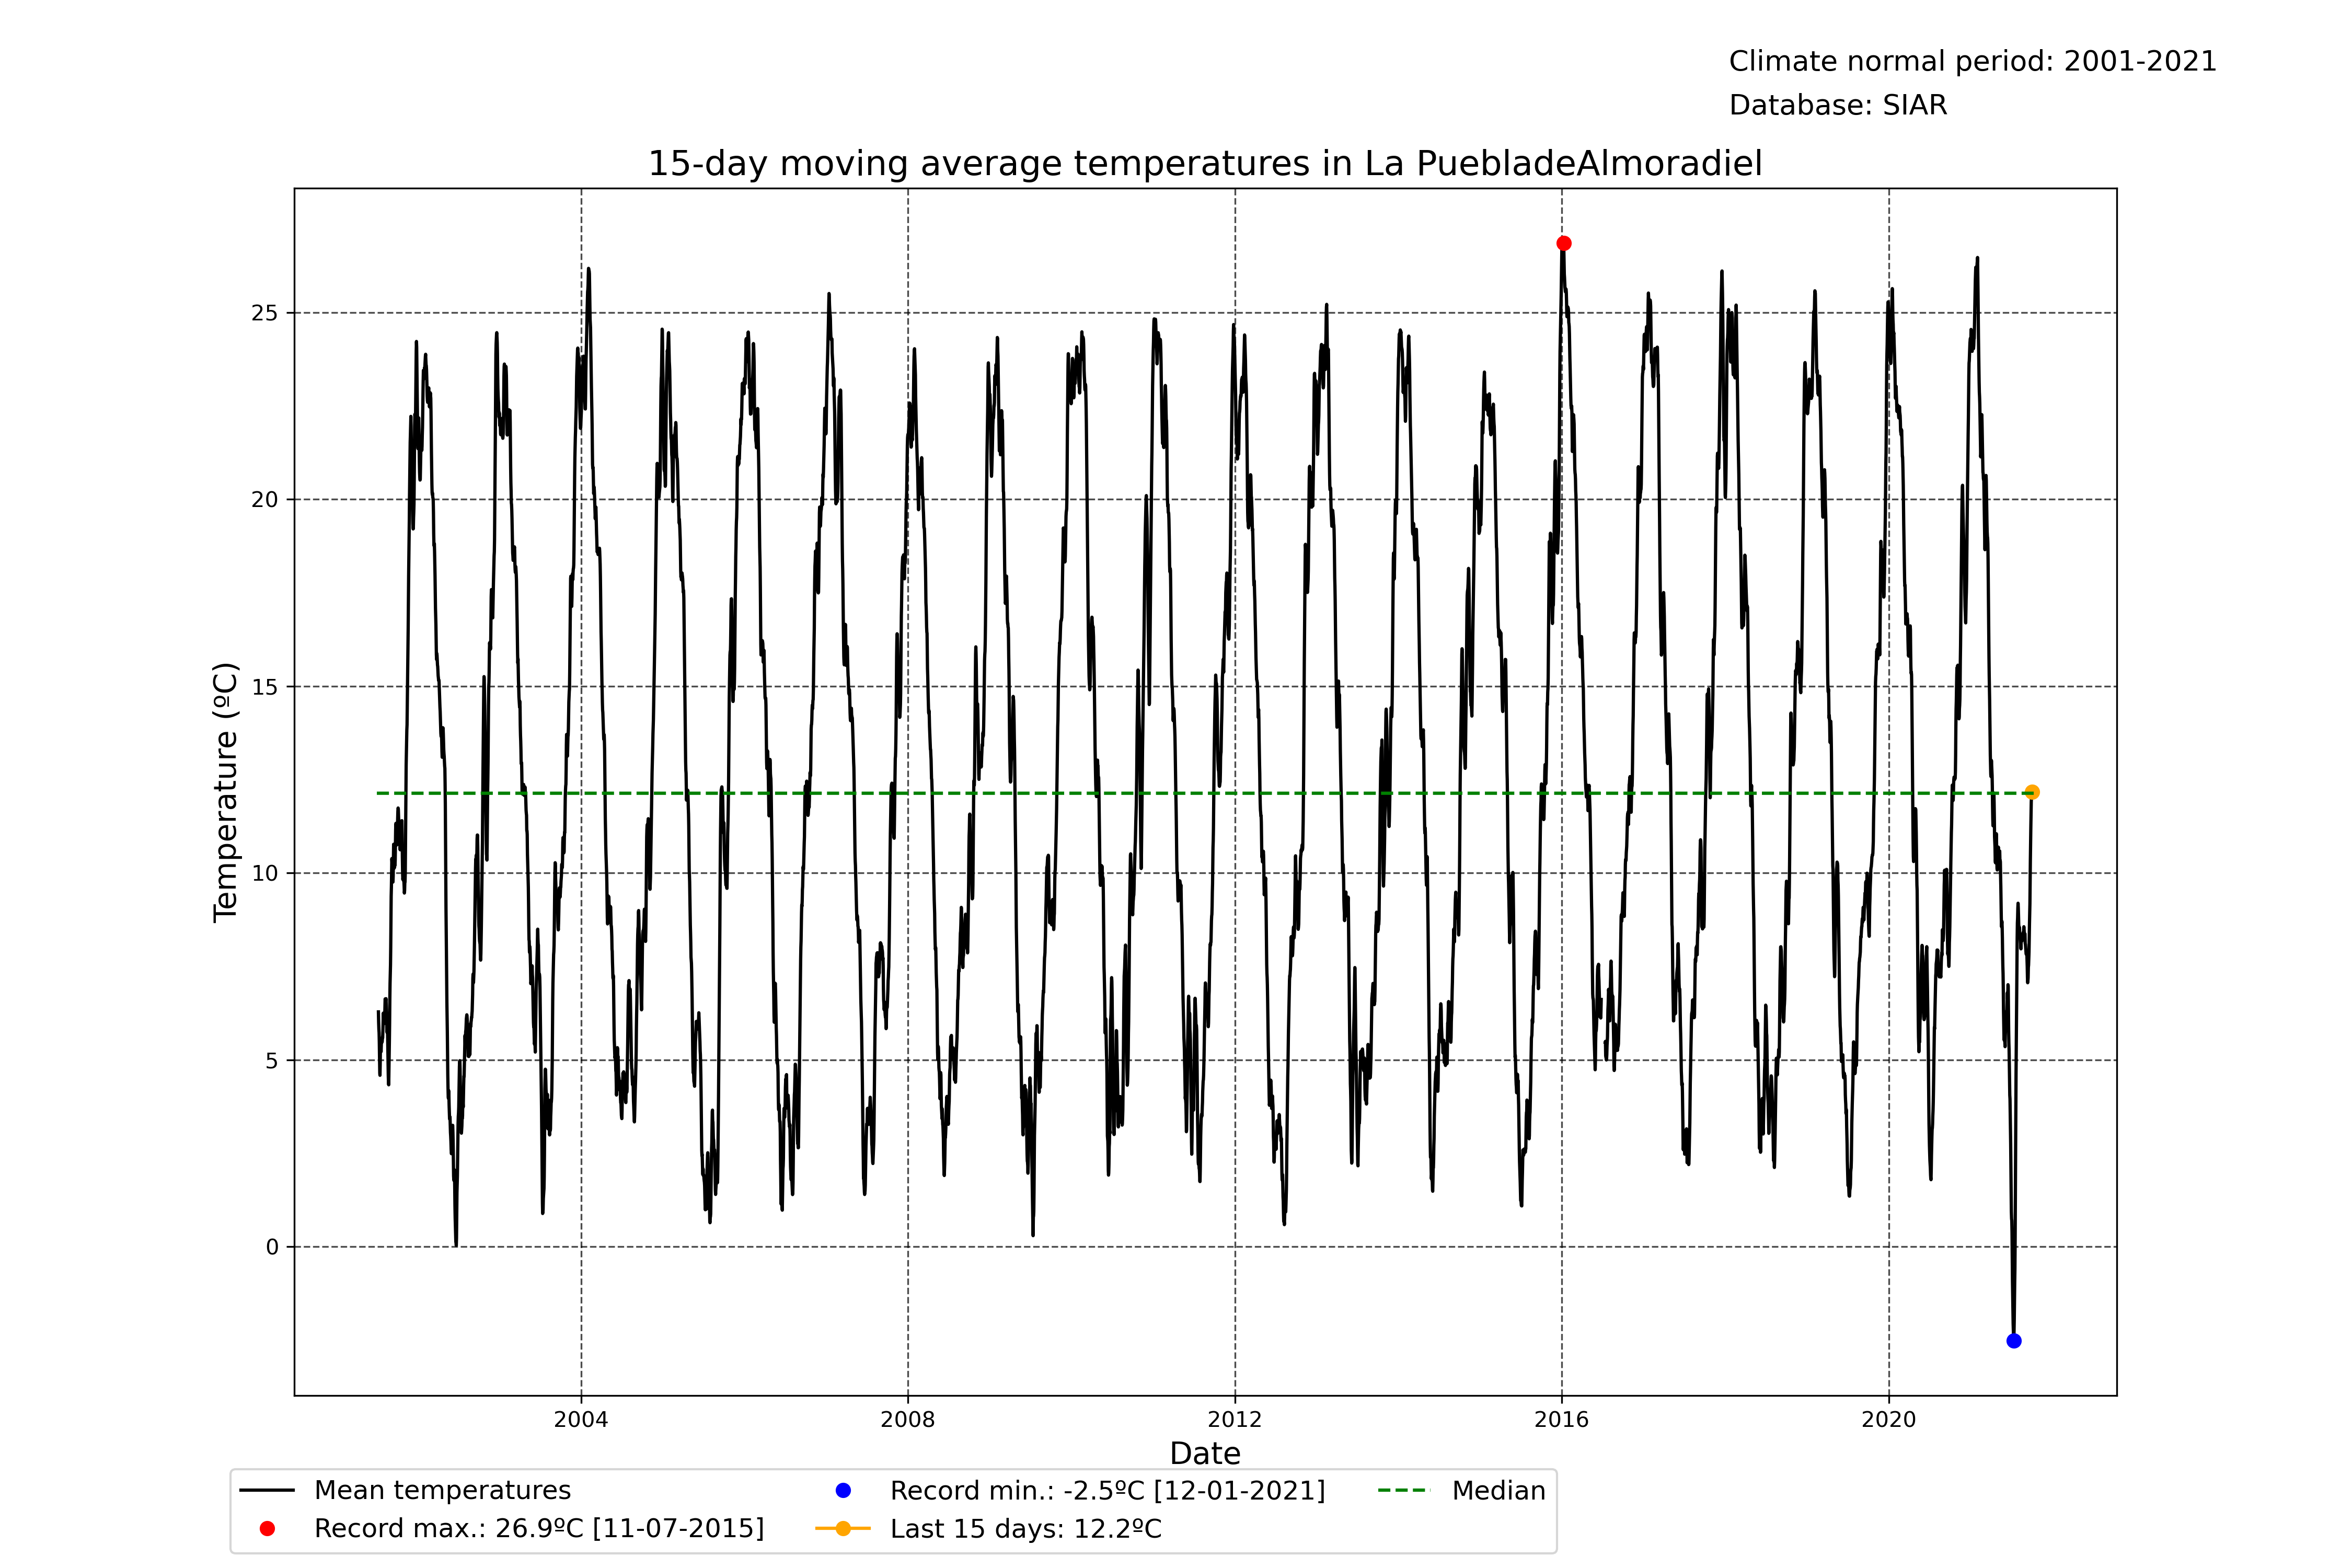 Climate normal period: 2001-2021
Database: SIAR
15-day moving average temperatures in La PuebladeAlmoradiel
25
20
15
10
5
0
Temperature (ºC)
2004 2008 2012 2016 2020
Date
Mean temperatures
Record max.: 26.9ºC [11-07-2015]
Record min.: -2.5ºC [12-01-2021]
Last 15 days: 12.2ºC
Median